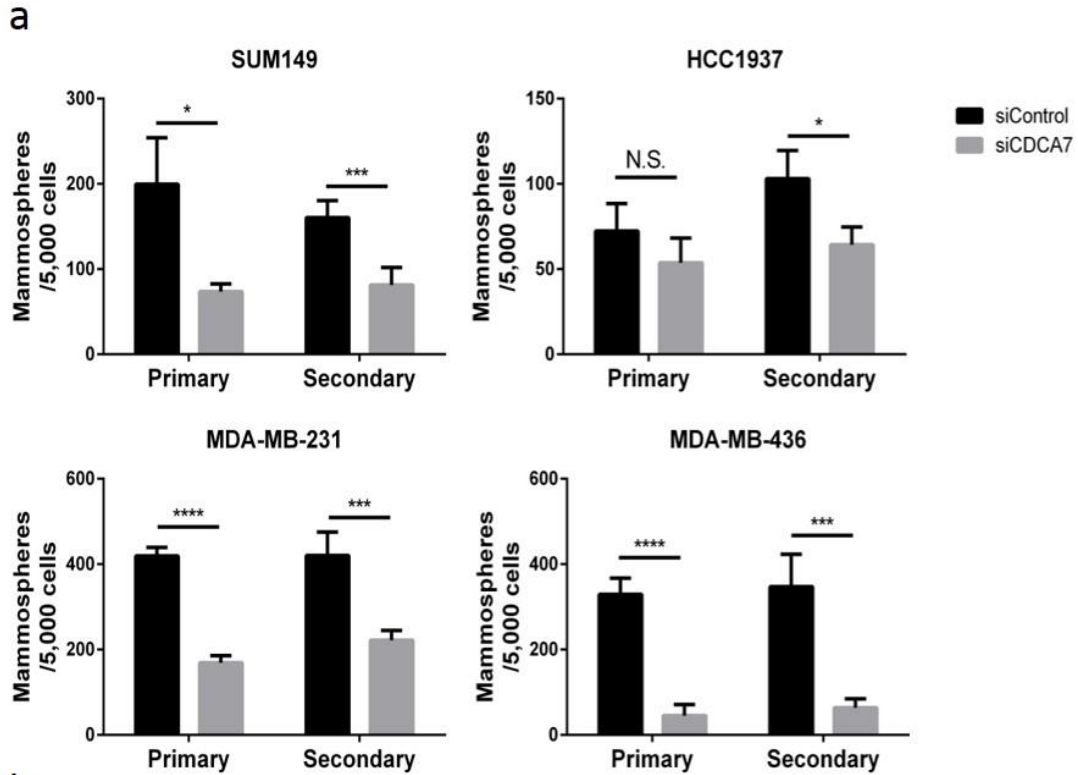 a
SUM149
300
200
100
0
Mammospheres
/5,000 cells
*
***
Primary
Secondary
HCC1937
150
100
50
0
Mammospheres
/5,000 cells
N.S.
*
Primary
Secondary
siControl
siCDCA7
MDA-MB-231
600
400
200
0
Mammospheres
/5,000 cells
****
***
Primary
Secondary
MDA-MB-436
600
400
200
0
Mammospheres
/5,000 cells
****
***
Primary
Secondary